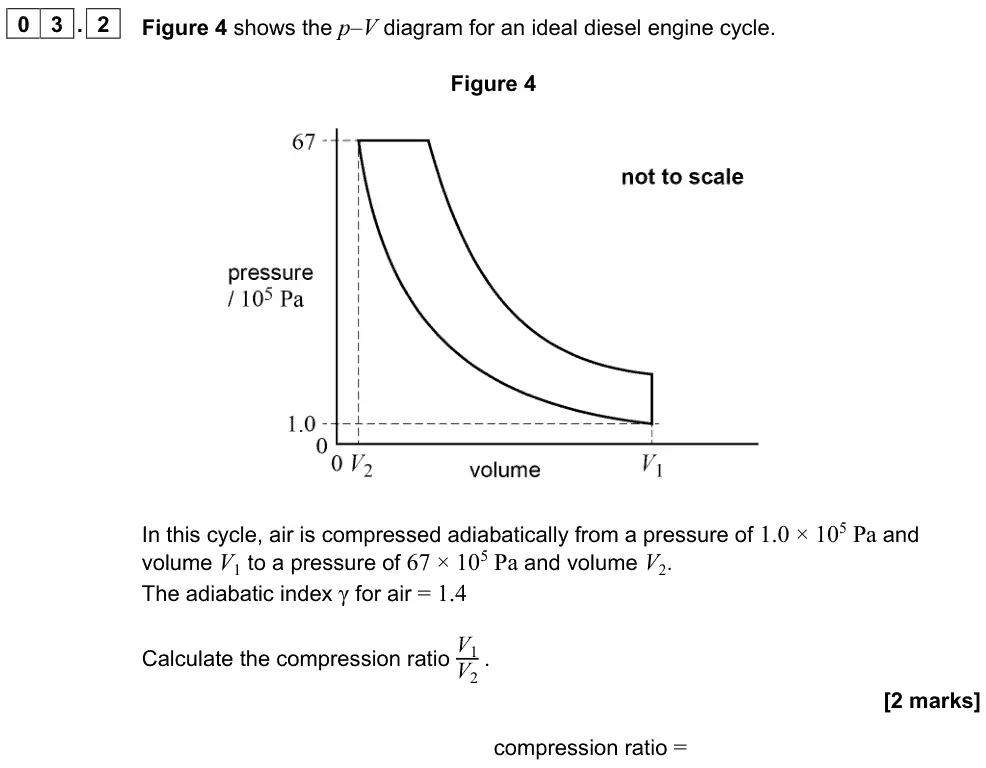 0 3 . 2 Figure 4 shows the p–V diagram for an ideal diesel engine cycle.
Figure 4
67
not to scale
pressure
/ 10⁵ Pa
1.0
0
0 V₂ volume V₁
In this cycle, air is compressed adiabatically from a pressure of 1.0 × 10⁵ Pa and
volume V₁ to a pressure of 67 × 10⁵ Pa and volume V₂.
The adiabatic index γ for air = 1.4
Calculate the compression ratio V₁/V₂ .
[2 marks]
compression ratio =